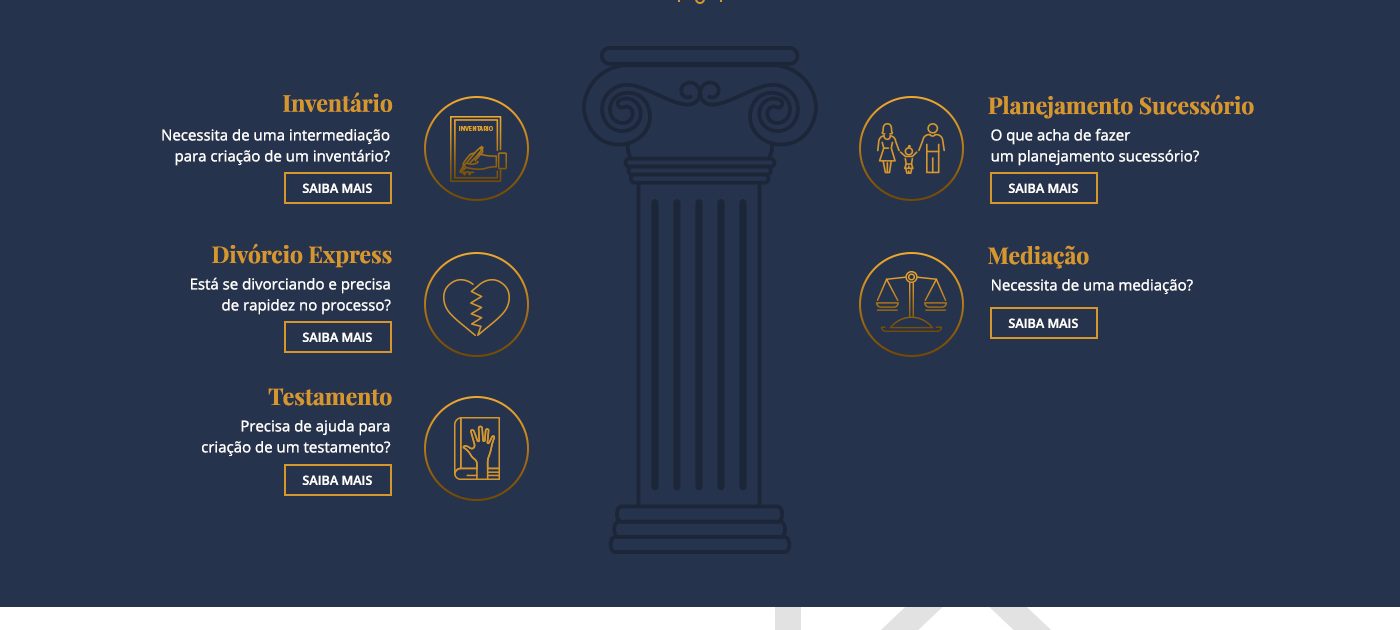 Inventário
Necessita de uma intermediação
para criação de um inventário?
SAIBA MAIS
INVENTARIO
Divórcio Express
Está se divorciando e precisa
de rapidez no processo?
SAIBA MAIS
Testamento
Precisa de ajuda para
criação de um testamento?
SAIBA MAIS
Planejamento Sucessório
O que acha de fazer
um planejamento sucessório?
SAIBA MAIS
Mediação
Necessita de uma mediação?
SAIBA MAIS